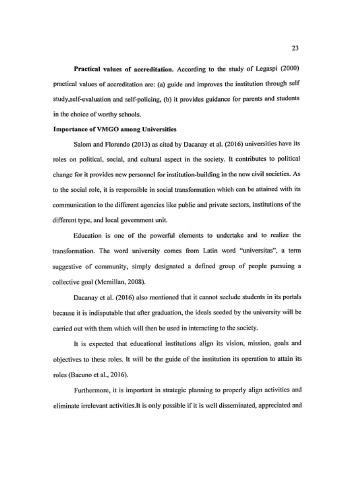 23
Practical values of accreditation. According to the study of Legaspi (2000)
practical values of accreditation are: (a) guide and improves the institution through self
study,self-evaluation and self-policing, (b) it provides guidance for parents and students
in the choice of worthy schools.
Importance of VMGO among Universities
Salom and Florendo (2013) as cited by Dacanay et al. (2016) universities have its
roles on political, social, and cultural aspect in the society. It contributes to political
change for it provides new personnel for institution-building in the new civil societies. As
to the social role, it is responsible in social transformation which can be attained with its
communication to the different agencies like public and private sectors, institutions of the
different type, and local government unit.
Education is one of the powerful elements to undertake and to realize the
transformation. The word university comes from Latin word "universitas", a term
suggestive of community, simply designated a defined group of people pursuing a
collective goal (Mcmillan, 2008).
Dacanay et al. (2016) also mentioned that it cannot seclude students in its portals
because it is indisputable that after graduation, the ideals seeded by the university will be
carried out with them which will then be used in interacting to the society.
It is expected that educational institutions align its vision, mission, goals and
objectives to these roles. It will be the guide of the institution its operation to attain its
roles (Bacuno et al., 2016).
Furthermore, it is important in strategic planning to properly align activities and
eliminate irrelevant activities.It is only possible if it is well disseminated, appreciated and